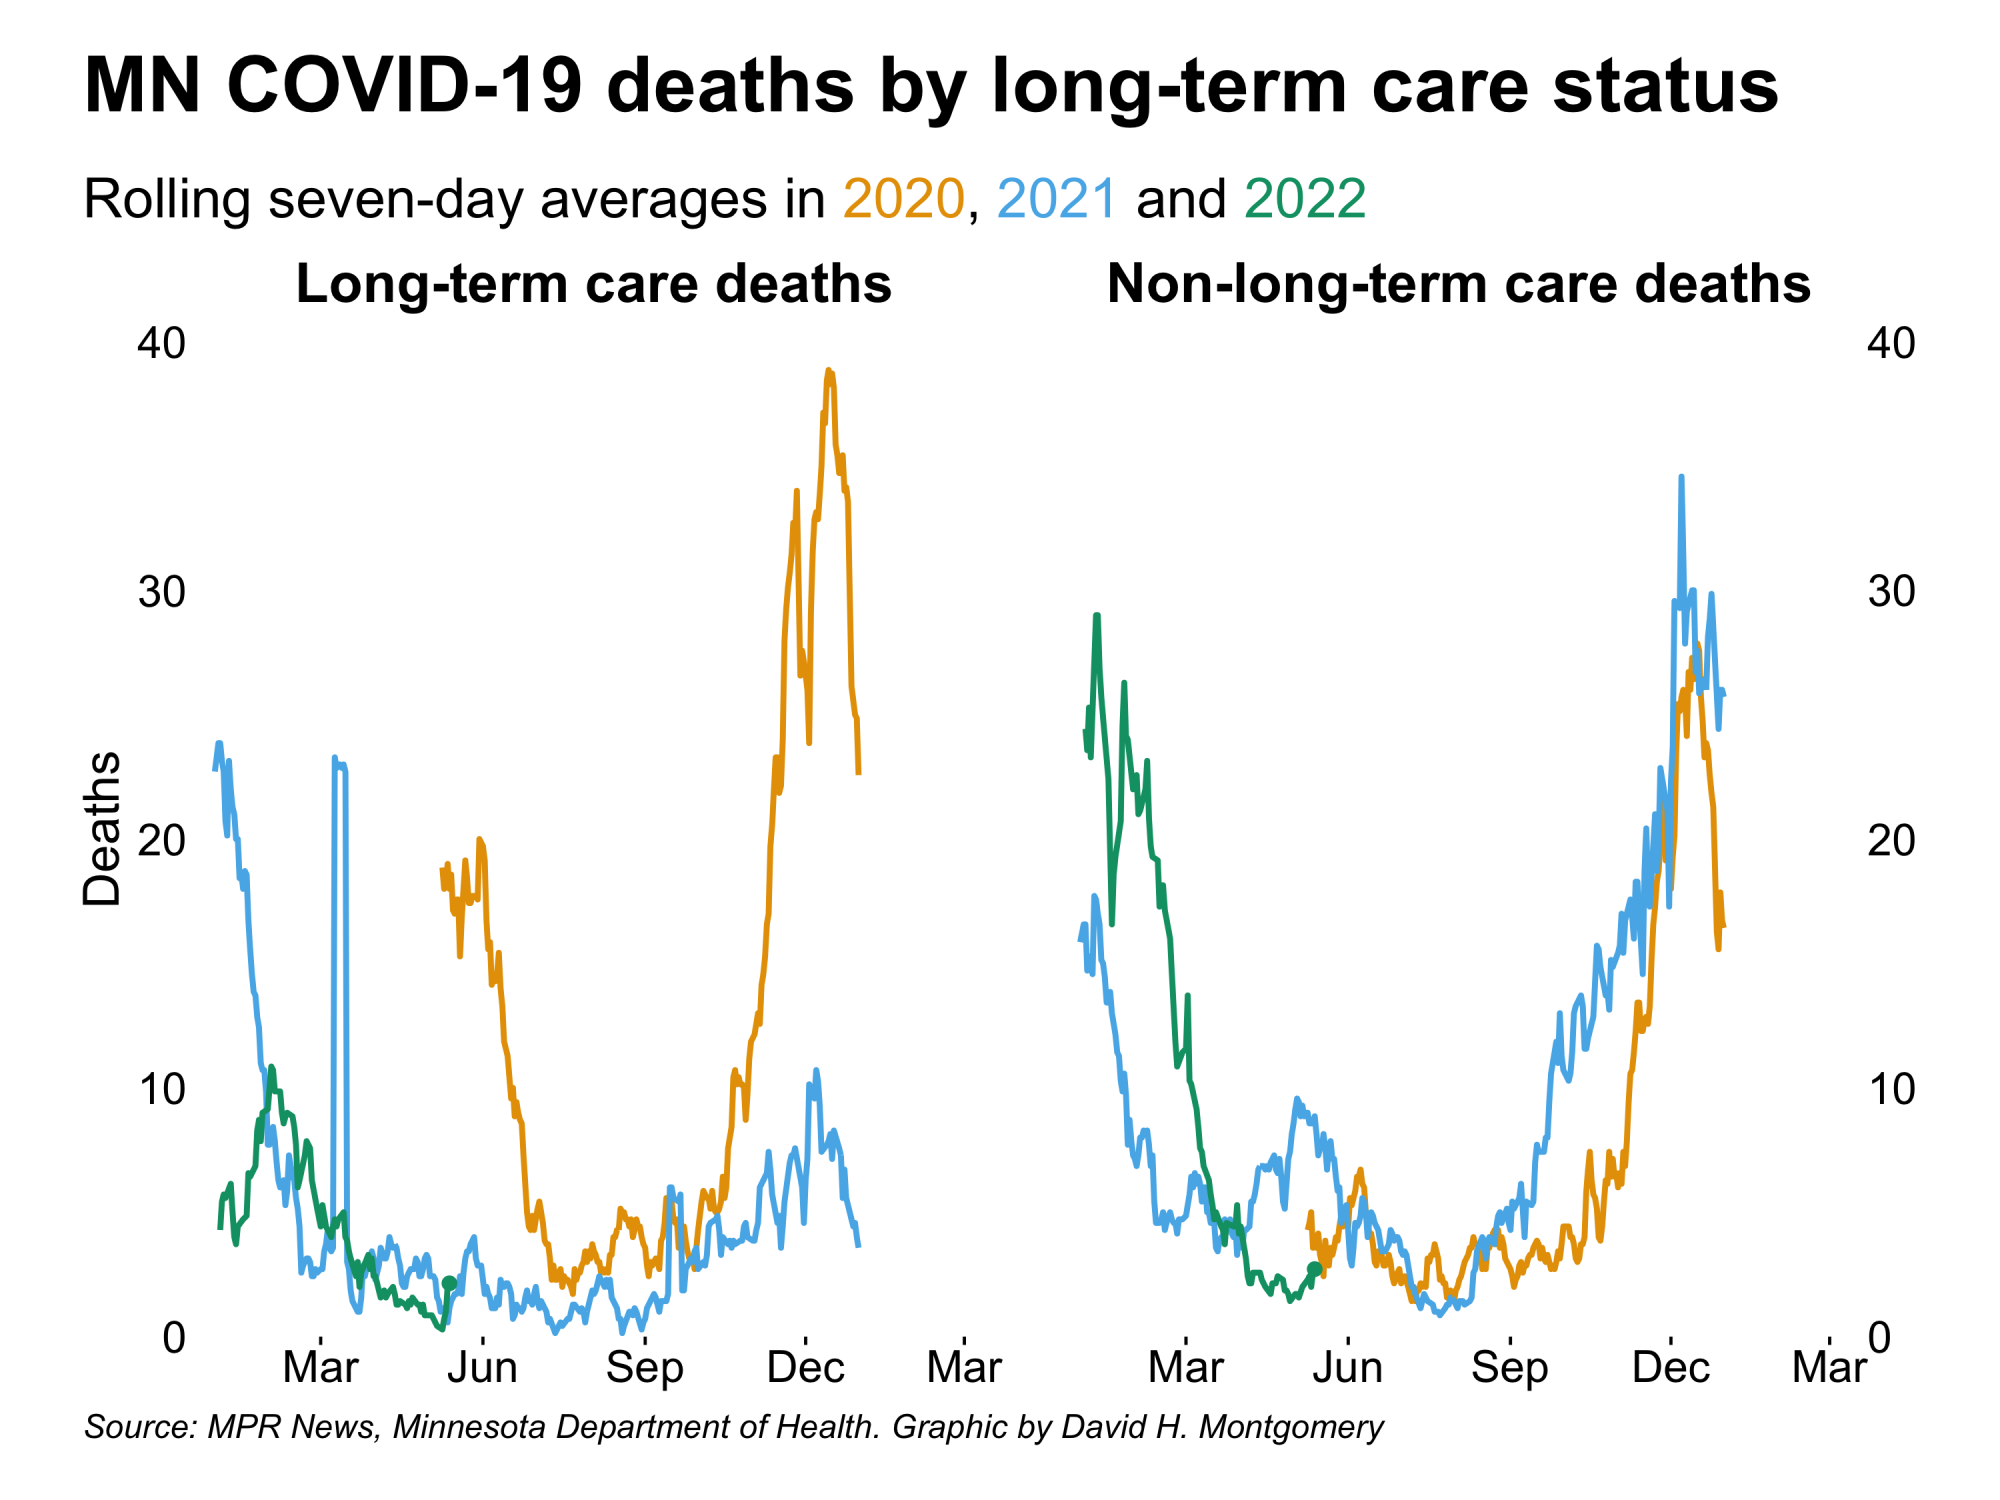 MN COVID-19 deaths by long-term care status
Rolling seven-day averages in 2020, 2021 and 2022
Long-term care deaths
Non-long-term care deaths
Deaths
40
30
20
10
0
40
30
20
10
0
Mar Jun Sep Dec Mar
Mar Jun Sep Dec Mar
Source: MPR News, Minnesota Department of Health. Graphic by David H. Montgomery